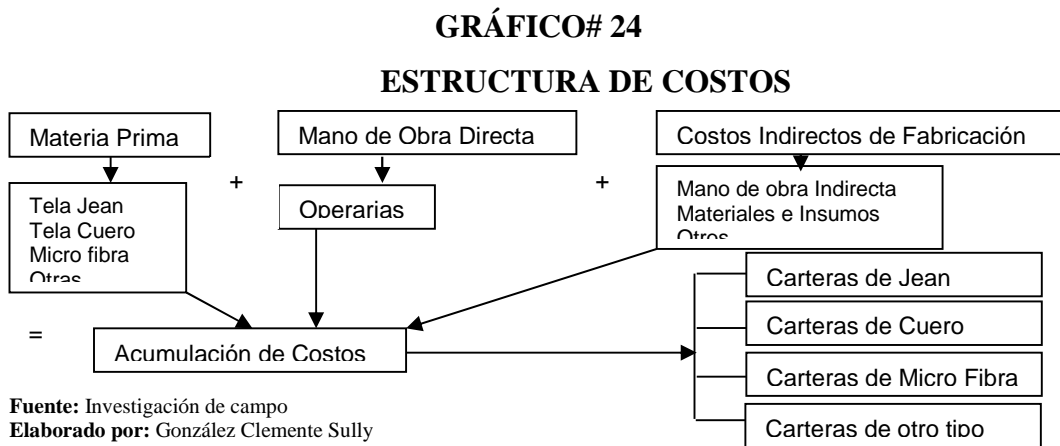 GRÁFICO# 24
ESTRUCTURA DE COSTOS
Materia Prima
+
Mano de Obra Directa
+
Costos Indirectos de Fabricación
Tela Jean
Tela Cuero
Micro fibra
Otras
Operarias
Mano de obra Indirecta
Materiales e Insumos
Otros
=
Acumulación de Costos
Carteras de Jean
Carteras de Cuero
Carteras de Micro Fibra
Carteras de otro tipo
Fuente: Investigación de campo
Elaborado por: González Clemente Sully